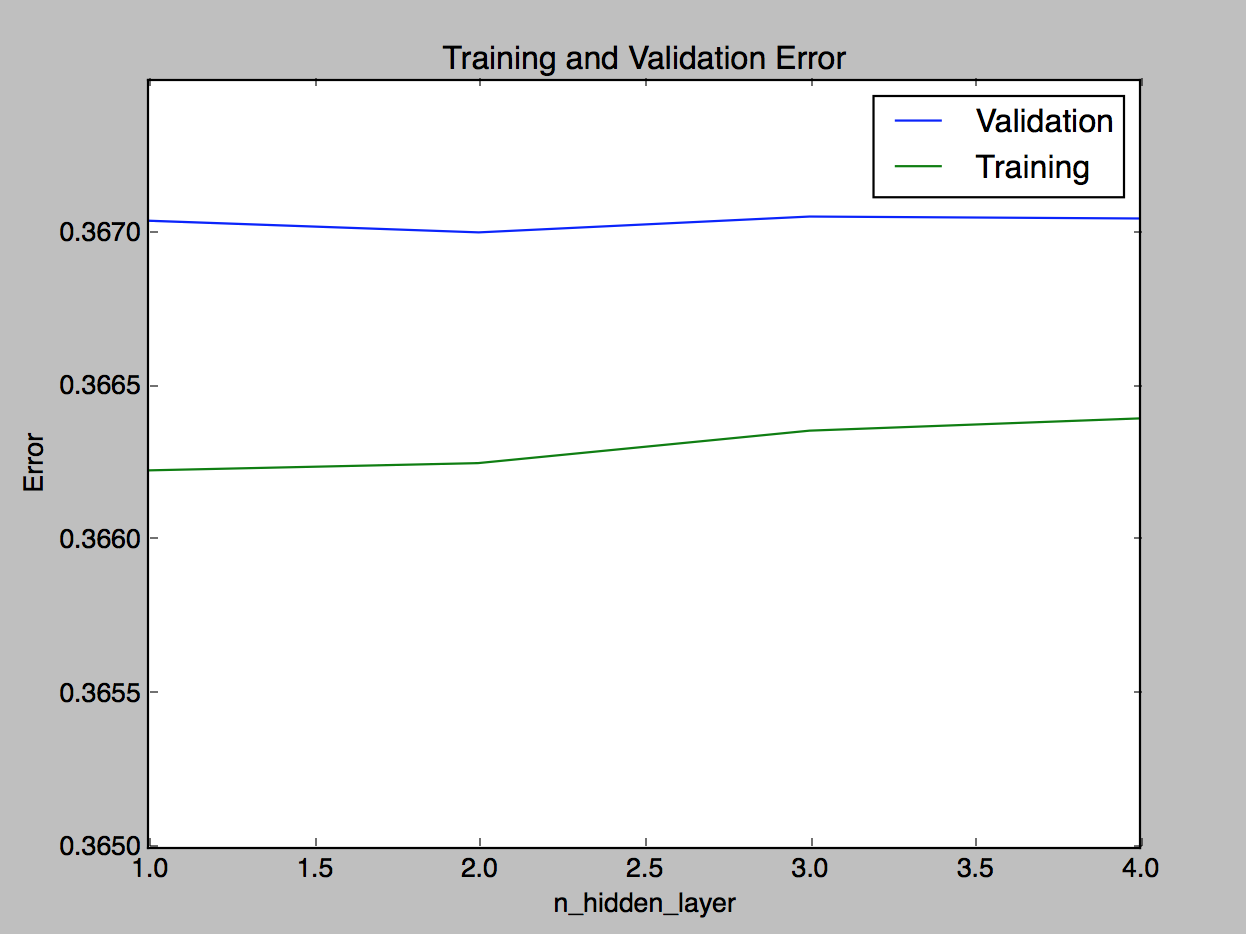 Training and Validation Error
Validation
Training
0.3670
0.3665
0.3660
0.3655
0.3650
Error
1.0 1.5 2.0 2.5 3.0 3.5 4.0
n_hidden_layer